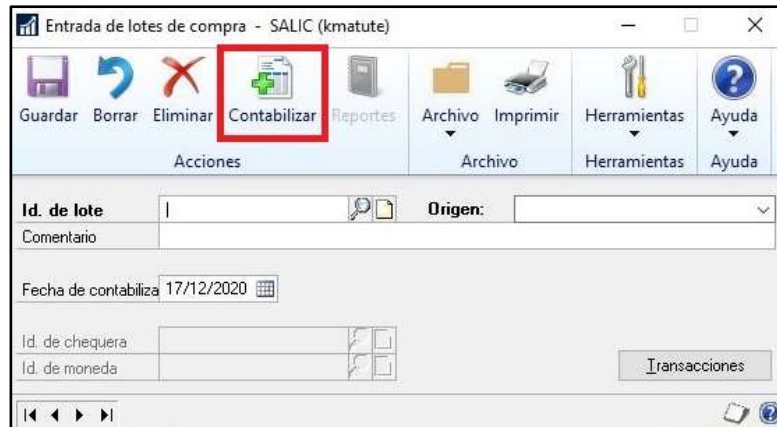 Entrada de lotes de compra - SALIC (kmatute)
Guardar Borrar Eliminar Contabilizar Reportes Archivo Imprimir Herramientas Ayuda
Acciones Archivo Herramientas Ayuda
Id. de lote Origen:
Comentario
Fecha de contabiliza 17/12/2020
Id. de chequera
Id. de moneda Transacciones